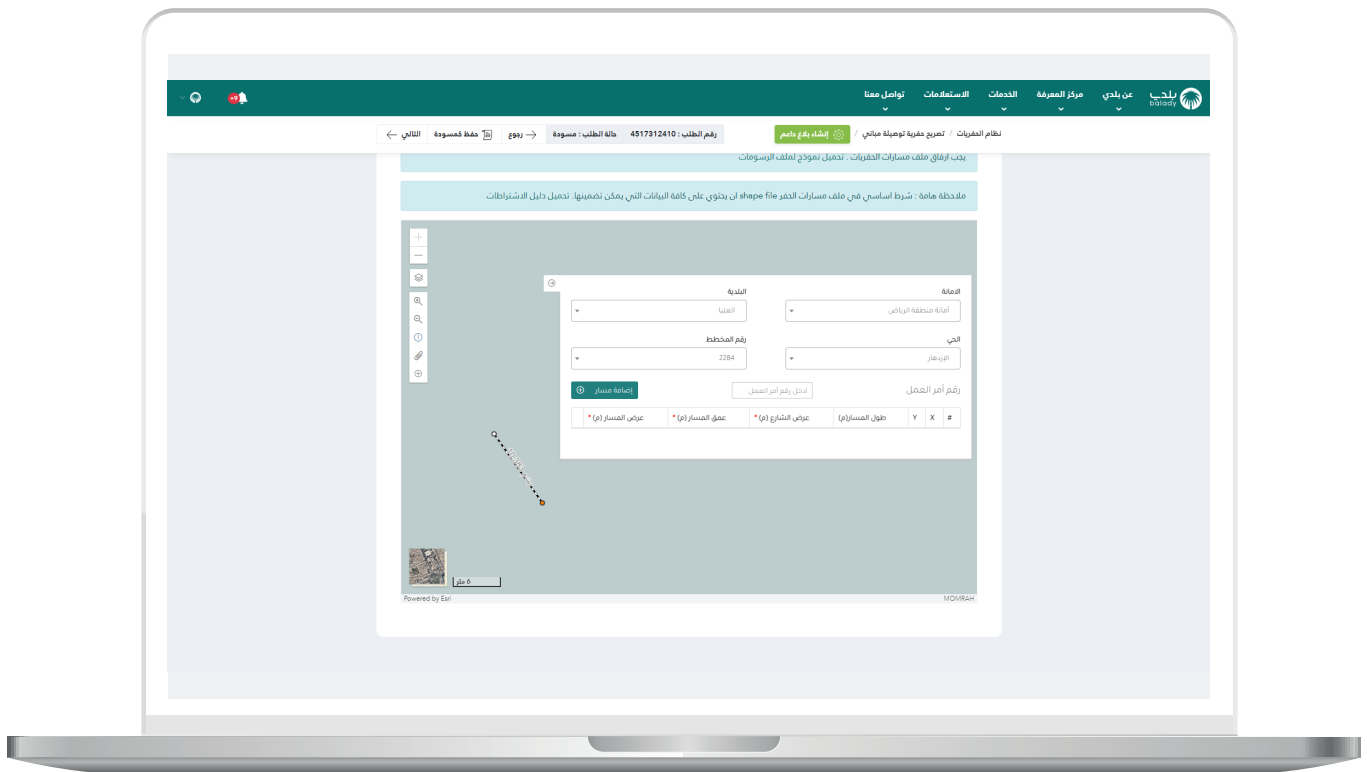 بلدي
balady
عن بلدي
مركز المعرفة
الخدمات
الاستعلامات
تواصل معنا
+9
نظام الحفريات / تصريح حفرية توصيلة مباني /
إنشاء بلاغ داعم
رقم الطلب : 4517312410 حالة الطلب : مسودة
رجوع
حفظ كمسودة
التالي
يجب ارفاق ملف مسارات الحفريات . تحميل نموذج لملف الرسومات
ملاحظة هامة : شرط اساسي في ملف مسارات الحفر shape file ان يحتوي على كافة البيانات التي يمكن تضمينها. تحميل دليل الاشتراطات
الامانة
البلدية
أمانة منطقة الرياض
العليا
الحي
رقم المخطط
الازدهار
2284
رقم أمر العمل
ادخل رقم أمر العمل
إضافة مسار
# X Y طول المسار(م) عرض الشارع (م) * عمق المسار (م) * عرض المسار (م) *
6 متر
Powered by Esri
MOMRAH